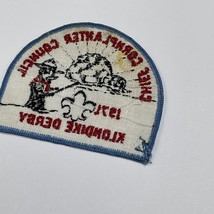 CHIEF CORNPLANTER COUNCIL
1971
KLONDIKE DERBY